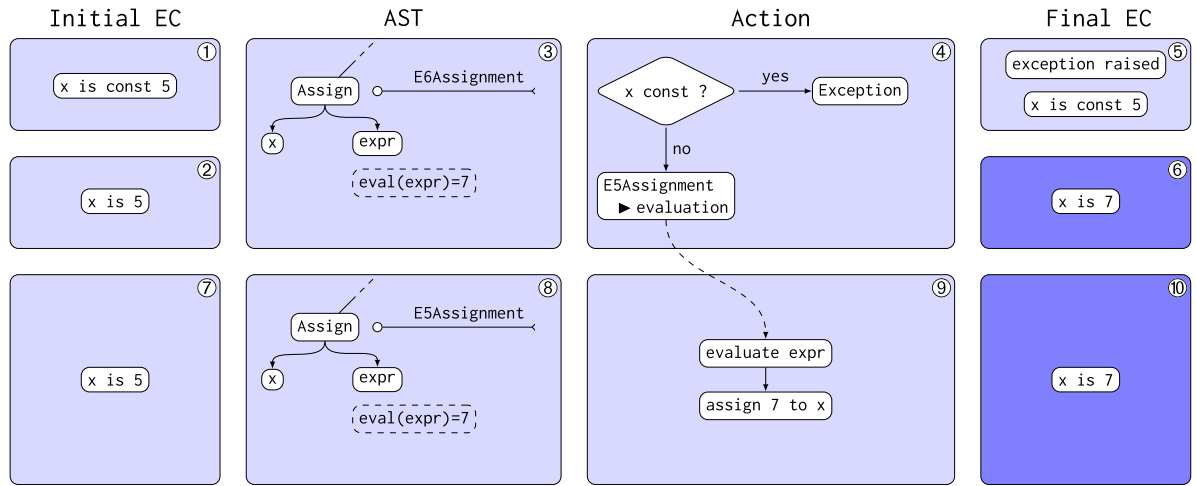 Initial EC
AST
Action
Final EC
1
x is const 5
2
x is 5
3
E6Assignment
Assign
x
expr
eval(expr)=7
4
x const ?
yes
Exception
no
E5Assignment
▶ evaluation
5
exception raised
x is const 5
6
x is 7
7
x is 5
8
E5Assignment
Assign
x
expr
eval(expr)=7
9
evaluate expr
assign 7 to x
10
x is 7